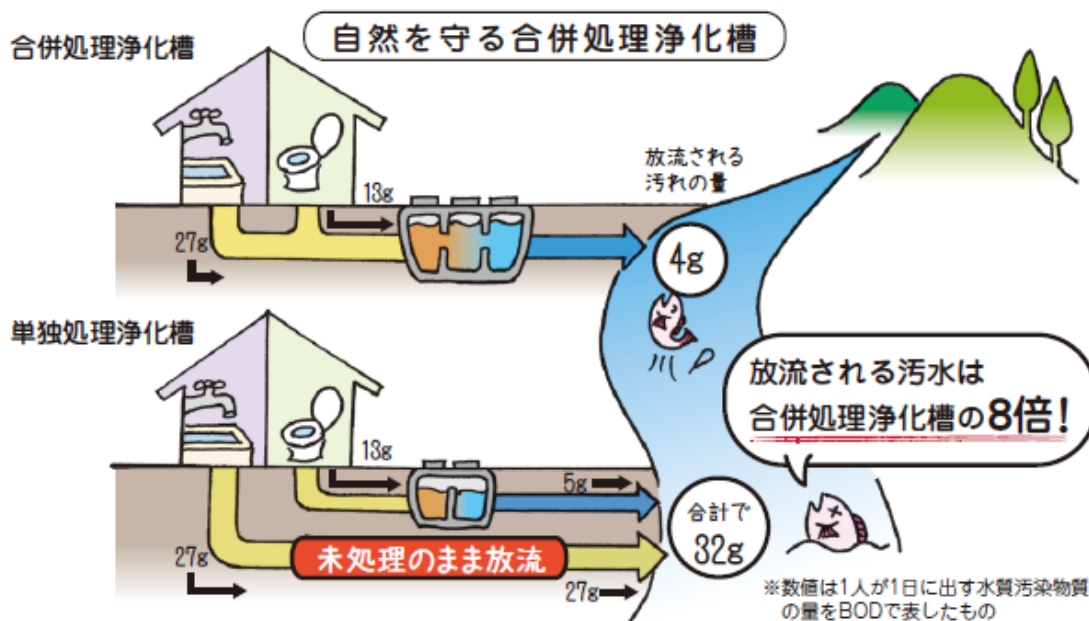 自然を守る合併処理浄化槽
合併処理浄化槽
放流される
汚れの量
13g
27g
4g
単独処理浄化槽
放流される汚水は
合併処理浄化槽の8倍!
13g
5g
合計で
32g
27g
未処理のまま放流
27g
※数値は1人が1日に出す水質汚染物質
の量をBODで表したもの